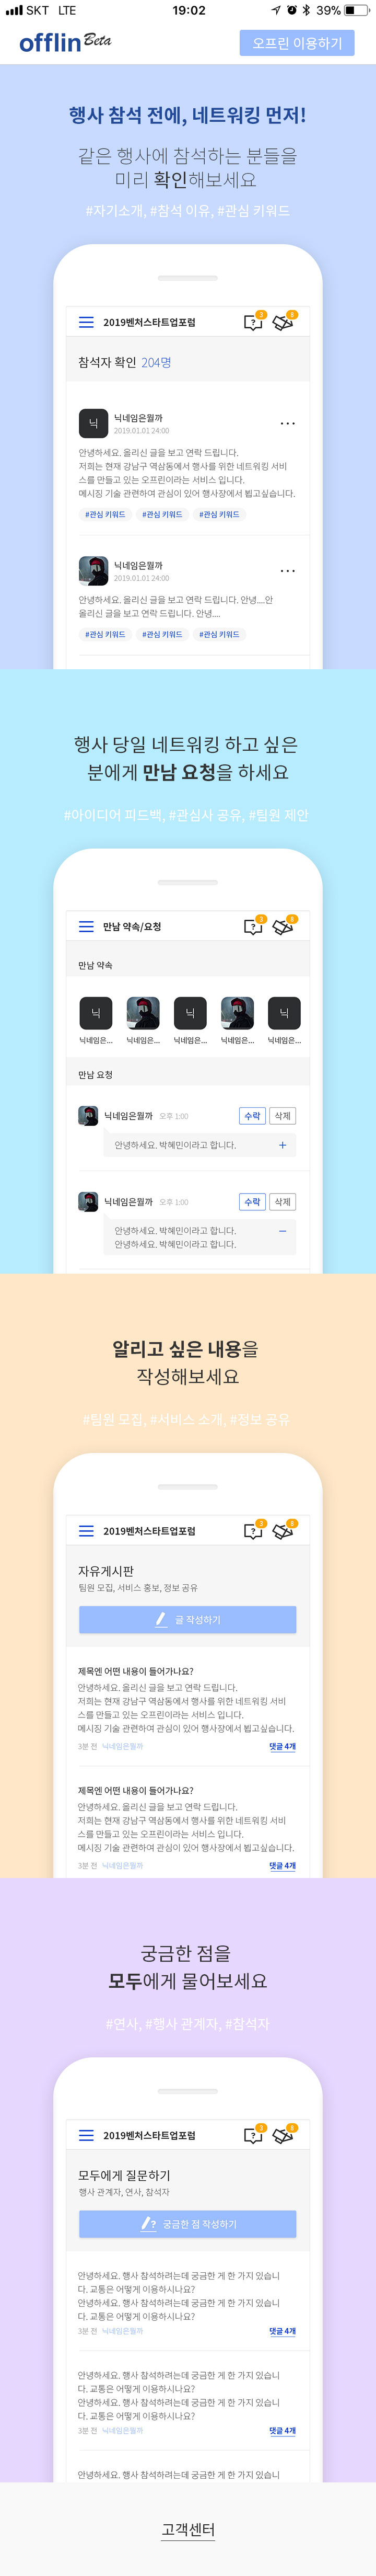 SKT LTE 19:02 39%
offlin Beta 오프린 이용하기
행사 참석 전에, 네트워킹 먼저!
같은 행사에 참석하는 분들을
미리 확인해보세요
#자기소개, #참석 이유, #관심 키워드
2019벤처스타트업포럼 ? 3 8
참석자 확인 204명
닉 닉네임은뭘까
2019.01.01 24:00
안녕하세요. 올리신 글을 보고 연락 드립니다.
저희는 현재 강남구 역삼동에서 행사를 위한 네트워킹 서비
스를 만들고 있는 오프린이라는 서비스 입니다.
메시징 기술 관련하여 관심이 있어 행사장에서 뵙고싶습니다.
#관심 키워드 #관심 키워드 #관심 키워드
닉네임은뭘까
2019.01.01 24:00
안녕하세요. 올리신 글을 보고 연락 드립니다. 안녕....안
올리신 글을 보고 연락 드립니다. 안녕....
#관심 키워드 #관심 키워드 #관심 키워드
행사 당일 네트워킹 하고 싶은
분에게 만남 요청을 하세요
#아이디어 피드백, #관심사 공유, #팀원 제안
만남 약속/요청 ? 3 8
만남 약속
닉 닉 닉
닉네임은... 닉네임은... 닉네임은... 닉네임은... 닉네임은...
만남 요청
닉네임은뭘까 오후 1:00 수락 삭제
안녕하세요. 박혜민이라고 합니다. +
닉네임은뭘까 오후 1:00 수락 삭제
안녕하세요. 박혜민이라고 합니다. −
안녕하세요. 박혜민이라고 합니다.
알리고 싶은 내용을
작성해보세요
#팀원 모집, #서비스 소개, #정보 공유
2019벤처스타트업포럼 ? 3 8
자유게시판
팀원 모집, 서비스 홍보, 정보 공유
글 작성하기
제목엔 어떤 내용이 들어가나요?
안녕하세요. 올리신 글을 보고 연락 드립니다.
저희는 현재 강남구 역삼동에서 행사를 위한 네트워킹 서비
스를 만들고 있는 오프린이라는 서비스 입니다.
메시징 기술 관련하여 관심이 있어 행사장에서 뵙고싶습니다.
3분 전 닉네임은뭘까 댓글 4개
제목엔 어떤 내용이 들어가나요?
안녕하세요. 올리신 글을 보고 연락 드립니다.
저희는 현재 강남구 역삼동에서 행사를 위한 네트워킹 서비
스를 만들고 있는 오프린이라는 서비스 입니다.
메시징 기술 관련하여 관심이 있어 행사장에서 뵙고싶습니다.
3분 전 닉네임은뭘까 댓글 4개
궁금한 점을
모두에게 물어보세요
#연사, #행사 관계자, #참석자
2019벤처스타트업포럼 ? 3 8
모두에게 질문하기
행사 관계자, 연사, 참석자
? 궁금한 점 작성하기
안녕하세요. 행사 참석하려는데 궁금한 게 한 가지 있습니
다. 교통은 어떻게 이용하시나요?
안녕하세요. 행사 참석하려는데 궁금한 게 한 가지 있습니
다. 교통은 어떻게 이용하시나요?
3분 전 닉네임은뭘까 댓글 4개
안녕하세요. 행사 참석하려는데 궁금한 게 한 가지 있습니
다. 교통은 어떻게 이용하시나요?
안녕하세요. 행사 참석하려는데 궁금한 게 한 가지 있습니
다. 교통은 어떻게 이용하시나요?
3분 전 닉네임은뭘까 댓글 4개
안녕하세요. 행사 참석하려는데 궁금한 게 한 가지 있습니
고객센터